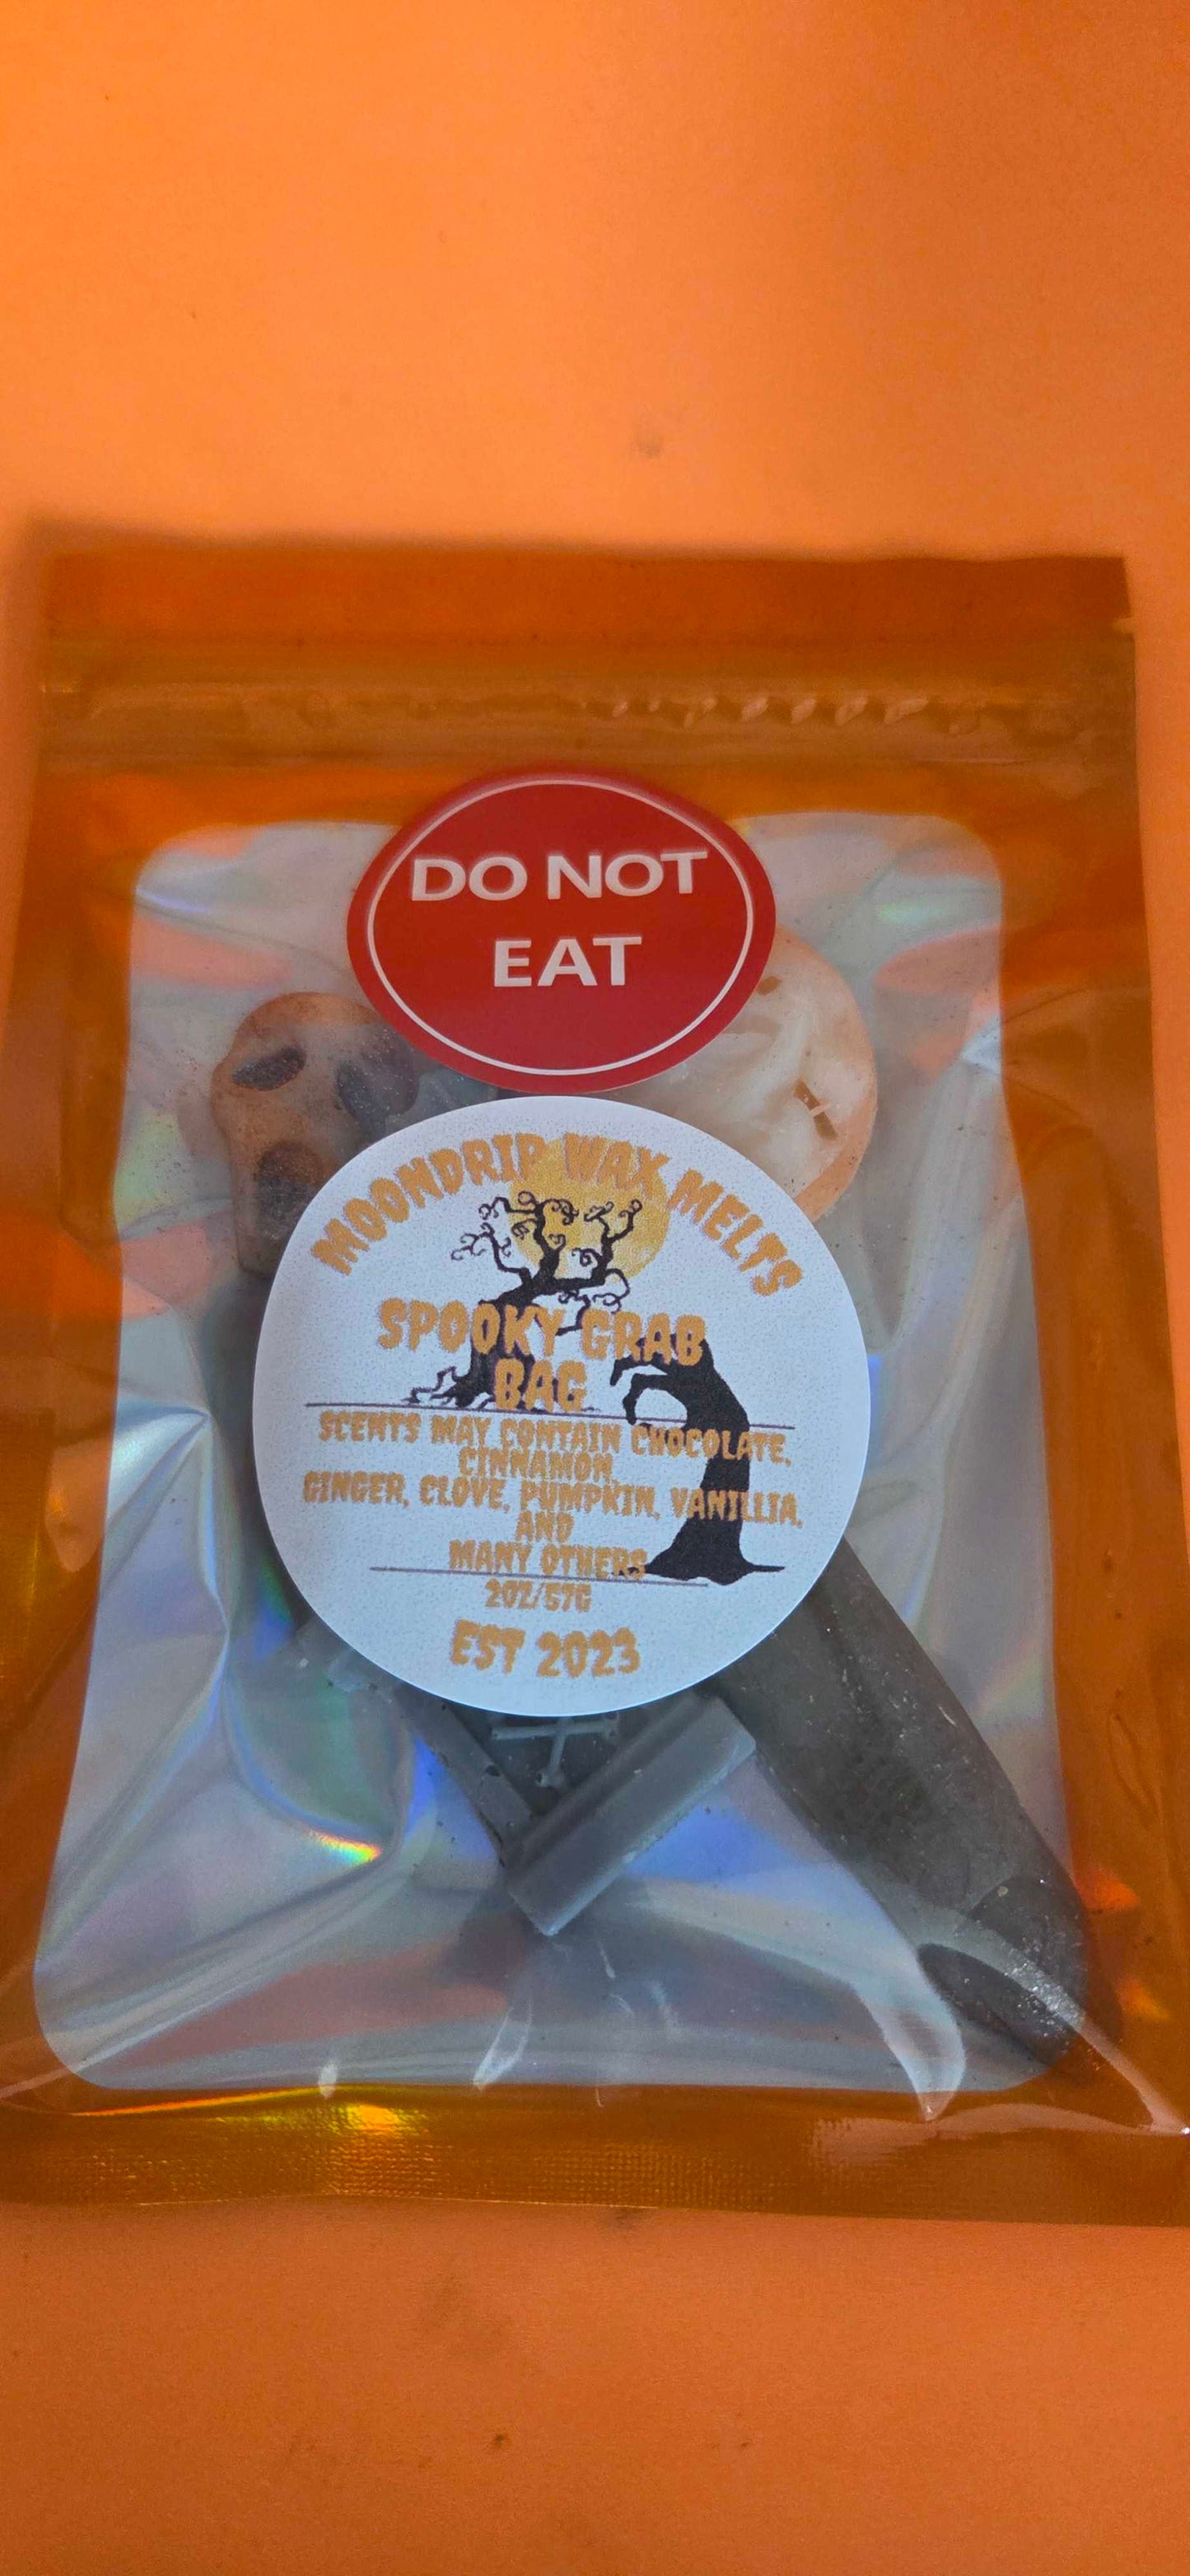 DO NOT
EAT
MOONDRIP WAX MELTS
SPOOKY GRAB
BAG
SCENTS MAY CONTAIN CHOCOLATE,
CINNAMON,
GINGER, CLOVE, PUMPKIN, VANILLIA,
AND
MANY OTHERS
2OZ/57G
EST 2023